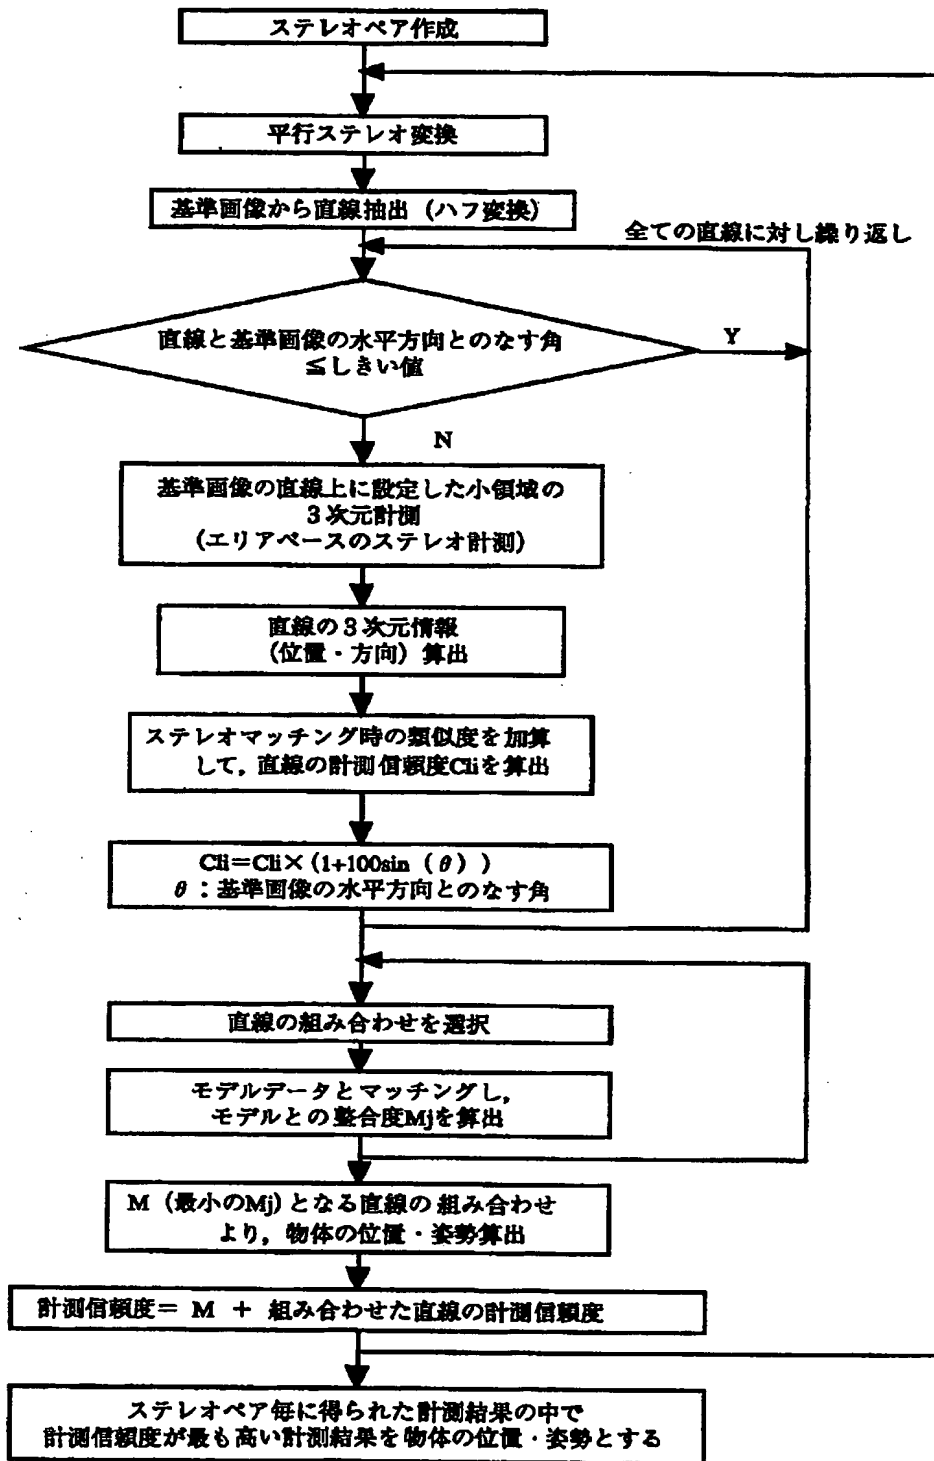 ステレオペア作成
平行ステレオ変換
基準画像から直線抽出（ハフ変換）
全ての直線に対し繰り返し
直線と基準画像の水平方向とのなす角
≦しきい値
Y
N
基準画像の直線上に設定した小領域の
３次元計測
（エリアベースのステレオ計測）
直線の３次元情報
（位置・方向）算出
ステレオマッチング時の類似度を加算
して，直線の計測信頼度Cliを算出
Cli＝Cli×（1+100sin（θ））
θ：基準画像の水平方向とのなす角
直線の組み合わせを選択
モデルデータとマッチングし，
モデルとの整合度Mjを算出
M（最小のMj）となる直線の組み合わせ
より，物体の位置・姿勢算出
計測信頼度＝ M ＋ 組み合わせた直線の計測信頼度
ステレオペア毎に得られた計測結果の中で
計測信頼度が最も高い計測結果を物体の位置・姿勢とする